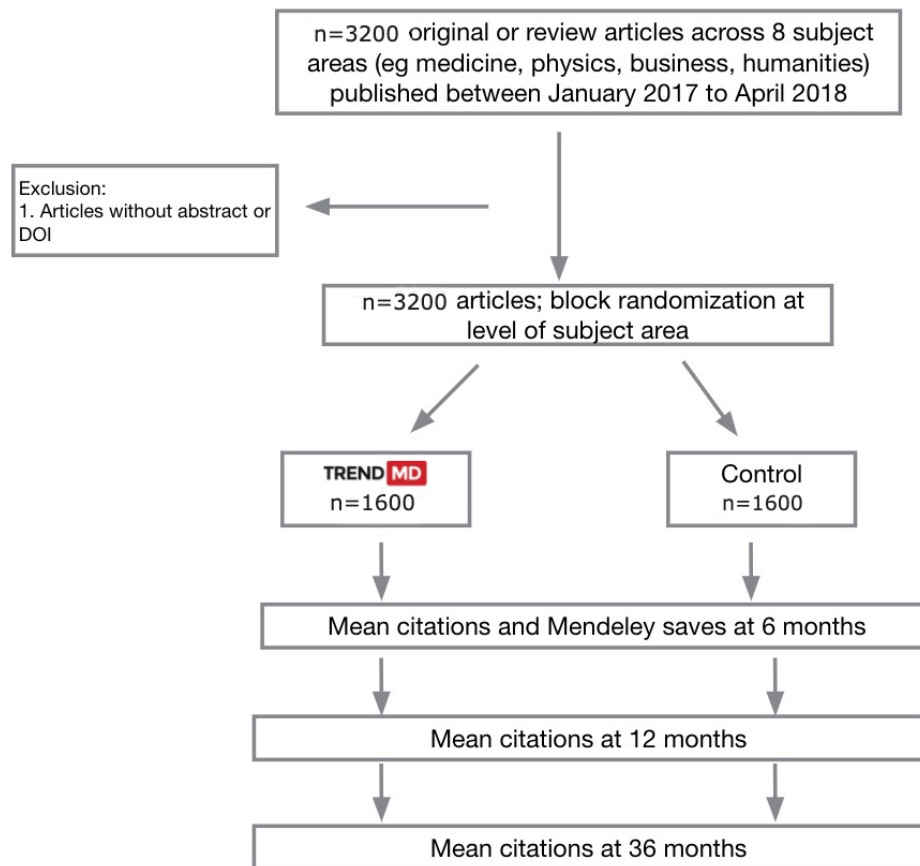 n=3200 original or review articles across 8 subject
areas (eg medicine, physics, business, humanities)
published between January 2017 to April 2018
Exclusion:
1. Articles without abstract or
DOI
n=3200 articles; block randomization at
level of subject area
TREND MD
n=1600
Control
n=1600
Mean citations and Mendeley saves at 6 months
Mean citations at 12 months
Mean citations at 36 months